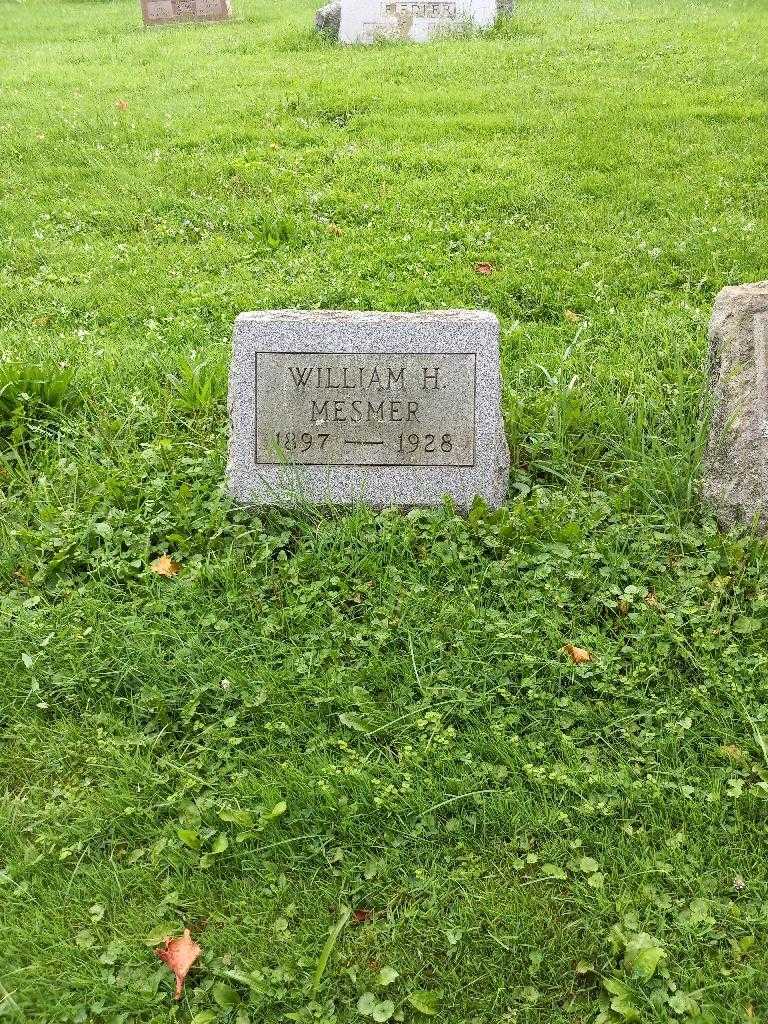 WILLIAM H.
MESMER
1897 — 1928